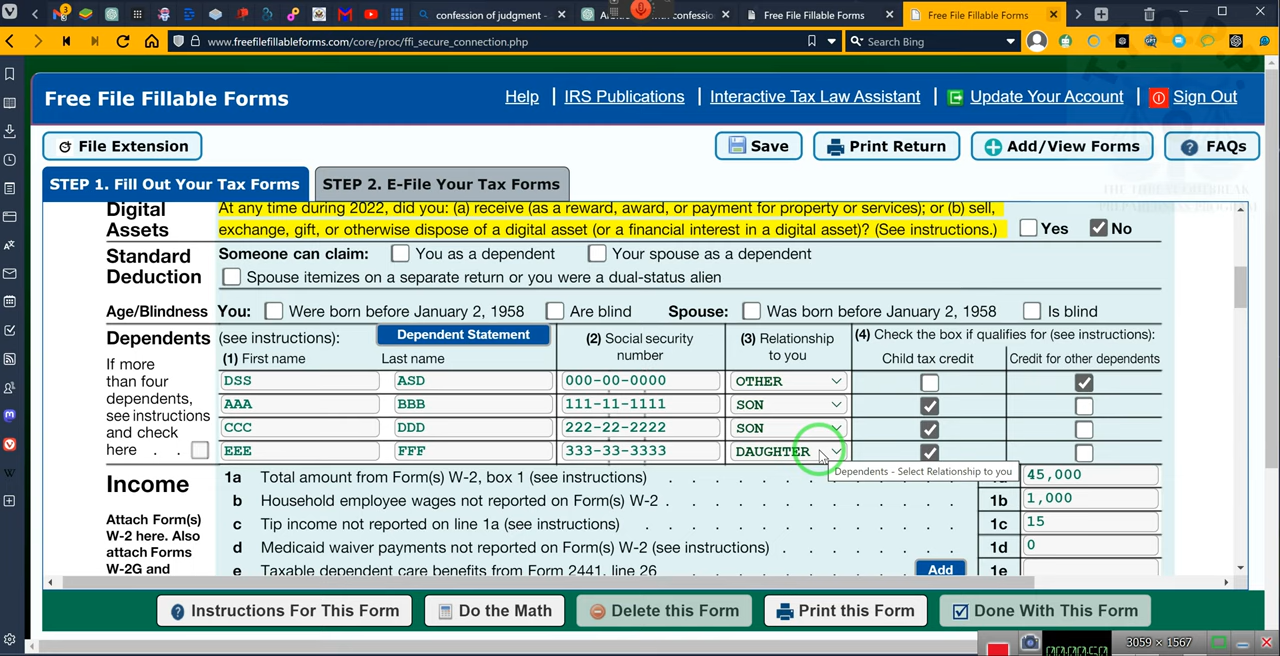 confession of judgment -
Free File Fillable Forms
Free File Fillable Forms
www.freefilefillableforms.com/core/proc/ffi_secure_connection.php
Search Bing
Free File Fillable Forms
Help | IRS Publications | Interactive Tax Law Assistant | Update Your Account | Sign Out
File Extension
Save
Print Return
Add/View Forms
FAQs
STEP 1. Fill Out Your Tax Forms
STEP 2. E-File Your Tax Forms
Digital Assets
At any time during 2022, did you: (a) receive (as a reward, award, or payment for property or services); or (b) sell,
exchange, gift, or otherwise dispose of a digital asset (or a financial interest in a digital asset)? (See instructions.)
Yes No
Standard Deduction
Someone can claim: You as a dependent Your spouse as a dependent
Spouse itemizes on a separate return or you were a dual-status alien
Age/Blindness You: Were born before January 2, 1958 Are blind Spouse: Was born before January 2, 1958 Is blind
Dependents (see instructions): Dependent Statement
(2) Social security number
(3) Relationship to you
(4) Check the box if qualifies for (see instructions):
(1) First name Last name
Child tax credit Credit for other dependents
If more
than four
dependents,
see instructions
and check
here . .
DSS ASD 000-00-0000 OTHER
AAA BBB 111-11-1111 SON
CCC DDD 222-22-2222 SON
EEE FFF 333-33-3333 DAUGHTER
Dependents - Select Relationship to you
Income
Attach Form(s)
W-2 here. Also
attach Forms
W-2G and
1a Total amount from Form(s) W-2, box 1 (see instructions) 45,000
b Household employee wages not reported on Form(s) W-2 1b 1,000
c Tip income not reported on line 1a (see instructions) 1c 15
d Medicaid waiver payments not reported on Form(s) W-2 (see instructions) 1d 0
e Taxable dependent care benefits from Form 2441, line 26 Add 1e
Instructions For This Form
Do the Math
Delete this Form
Print this Form
Done With This Form
3059 × 1567